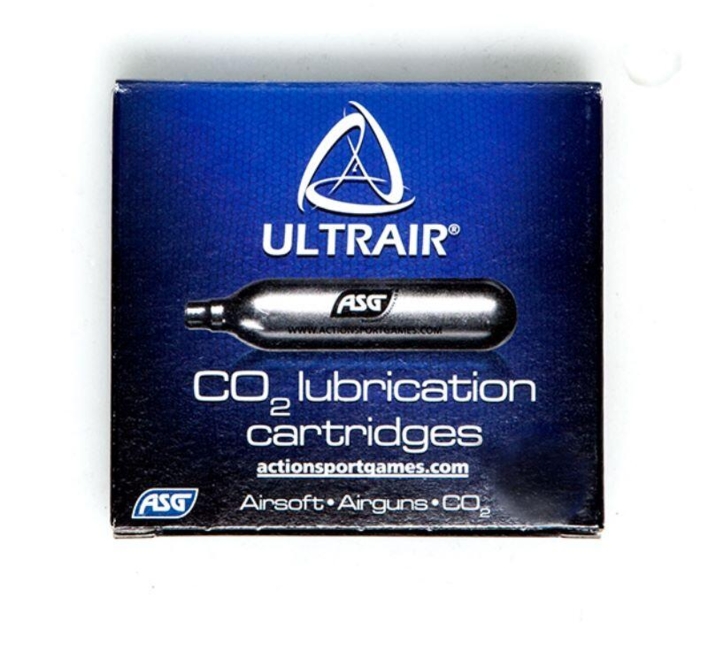 ULTRAIR®
ASG
WWW.ACTIONSPORTGAMES.COM
CO₂ lubrication
cartridges
actionsportgames.com
ASG
Airsoft • Airguns • CO₂